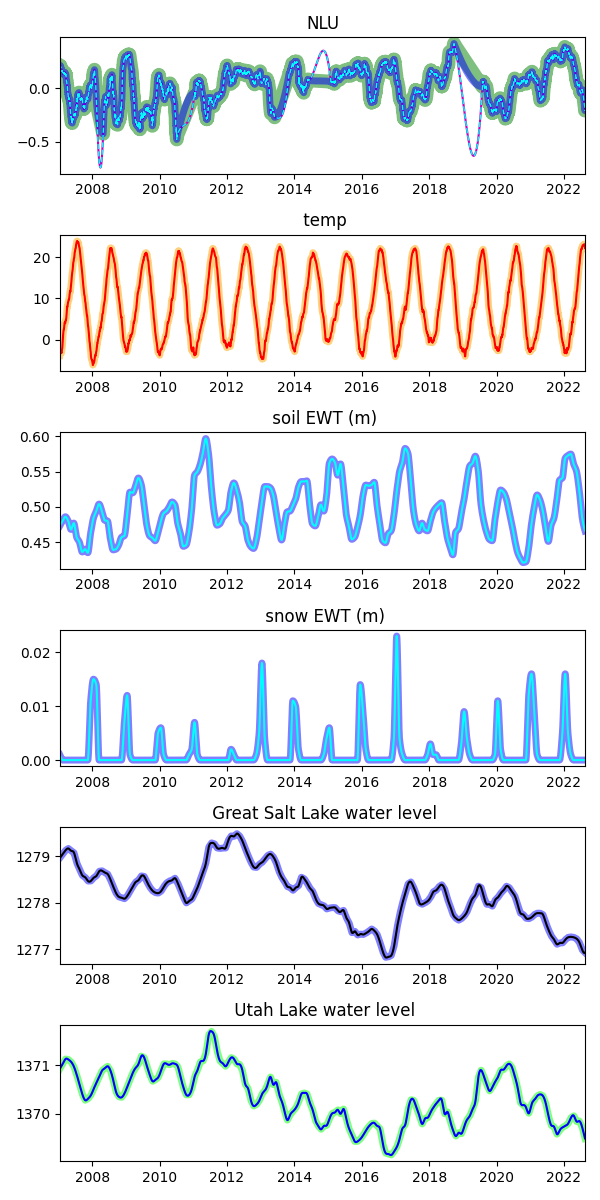 NLU
0.0
−0.5
2008 2010 2012 2014 2016 2018 2020 2022
temp
20
10
0
2008 2010 2012 2014 2016 2018 2020 2022
soil EWT (m)
0.60
0.55
0.50
0.45
2008 2010 2012 2014 2016 2018 2020 2022
snow EWT (m)
0.02
0.01
0.00
2008 2010 2012 2014 2016 2018 2020 2022
Great Salt Lake water level
1279
1278
1277
2008 2010 2012 2014 2016 2018 2020 2022
Utah Lake water level
1371
1370
2008 2010 2012 2014 2016 2018 2020 2022